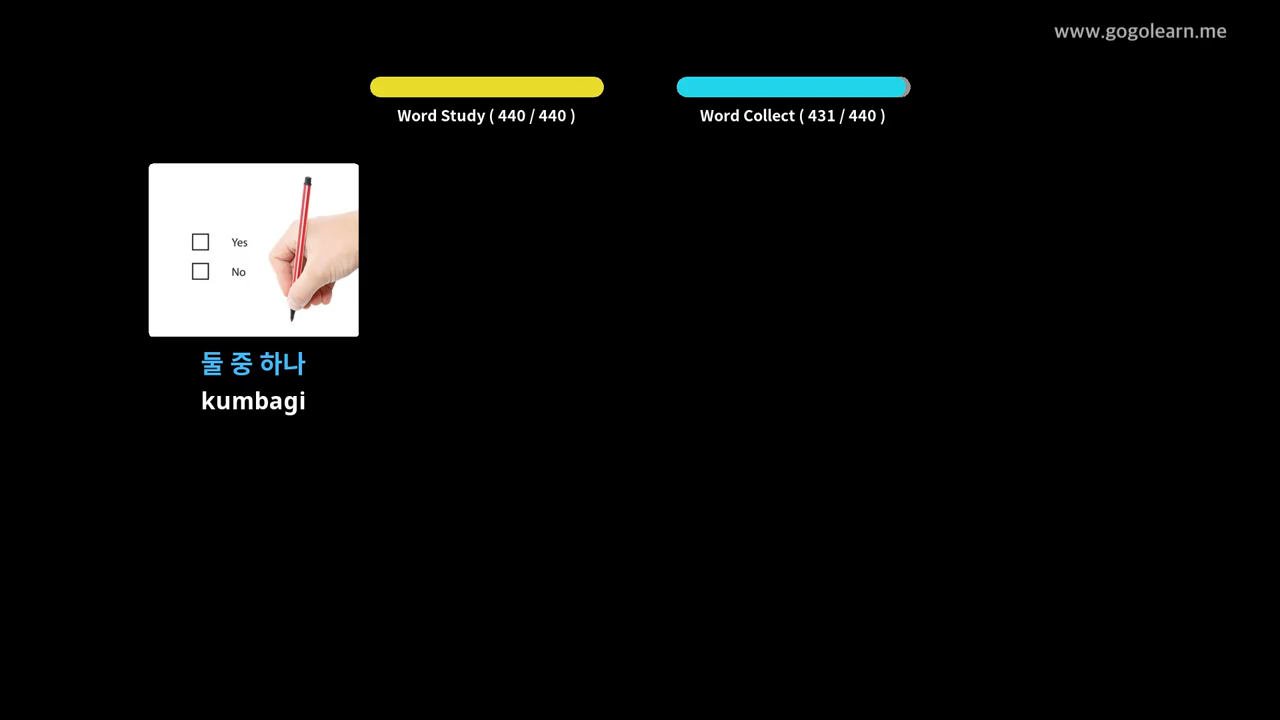 www.gogolearn.me
Word Study ( 440 / 440 )
Word Collect ( 431 / 440 )
Yes
No
둘 중 하나
kumbagi